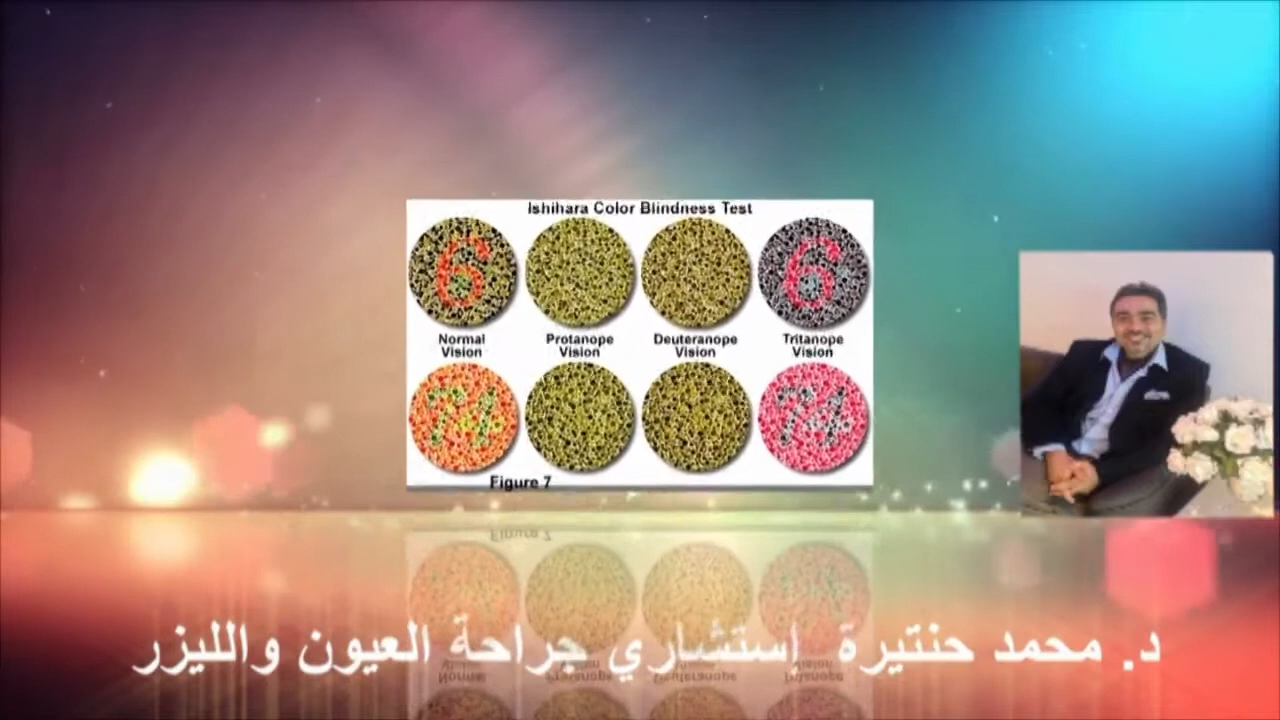 Ishihara Color Blindness Test
6 6
Normal Vision Protanope Vision Deuteranope Vision Tritanope Vision
74 74
Figure 7
د. محمد حنتيرة إستشاري جراحة العيون والليزر